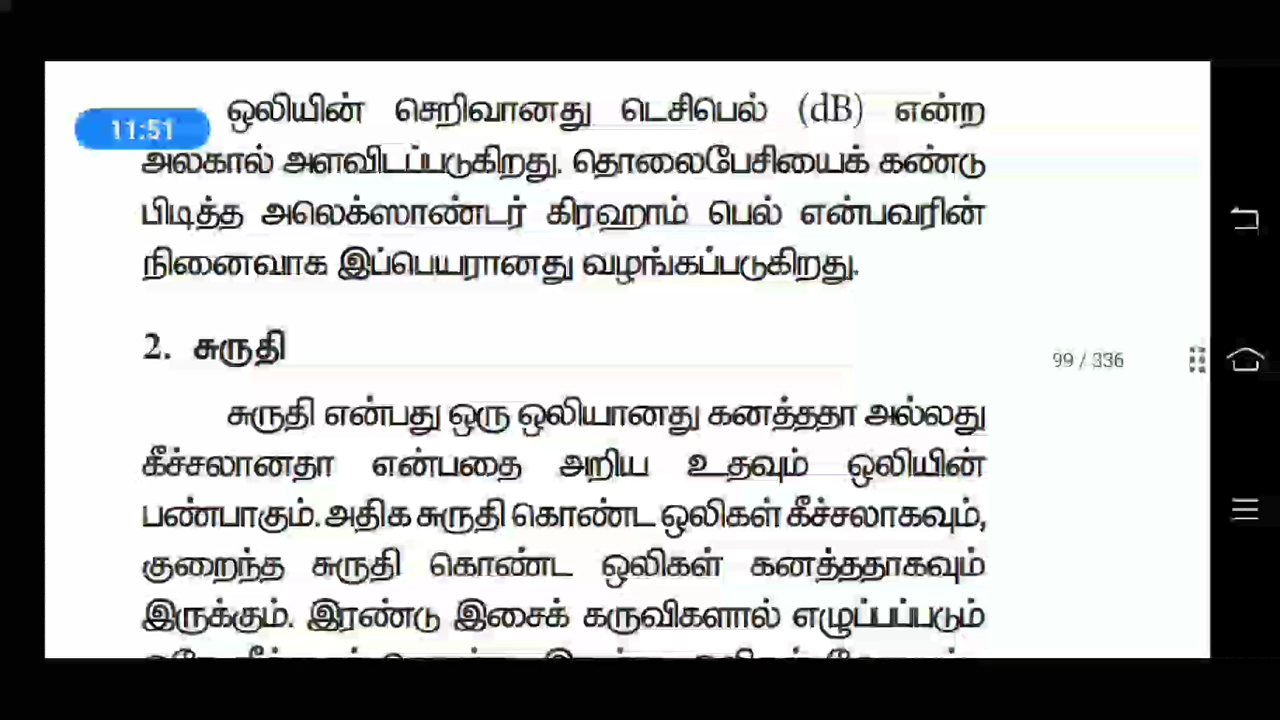 ஒலியின் செறிவானது டெசிபெல் (dB) என்ற
11:51
அலகால் அளவிடப்படுகிறது. தொலைபேசியைக் கண்டு
பிடித்த அலெக்ஸாண்டர் கிரஹாம் பெல் என்பவரின்
நினைவாக இப்பெயரானது வழங்கப்படுகிறது.
2. சுருதி
99 / 336
சுருதி என்பது ஒரு ஒலியானது கனத்ததா அல்லது
கீச்சலானதா என்பதை அறிய உதவும் ஒலியின்
பண்பாகும். அதிக சுருதி கொண்ட ஒலிகள் கீச்சலாகவும்,
குறைந்த சுருதி கொண்ட ஒலிகள் கனத்ததாகவும்
இருக்கும். இரண்டு இசைக் கருவிகளால் எழுப்பப்படும்